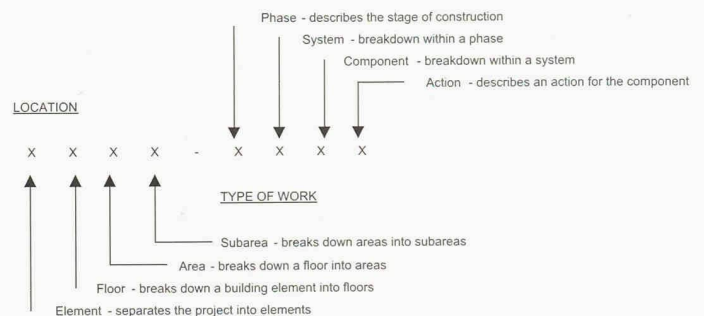 Phase - describes the stage of construction
System - breakdown within a phase
Component - breakdown within a system
Action - describes an action for the component
LOCATION
X X X X - X X X X
TYPE OF WORK
Subarea - breaks down areas into subareas
Area - breaks down a floor into areas
Floor - breaks down a building element into floors
Element - separates the project into elements